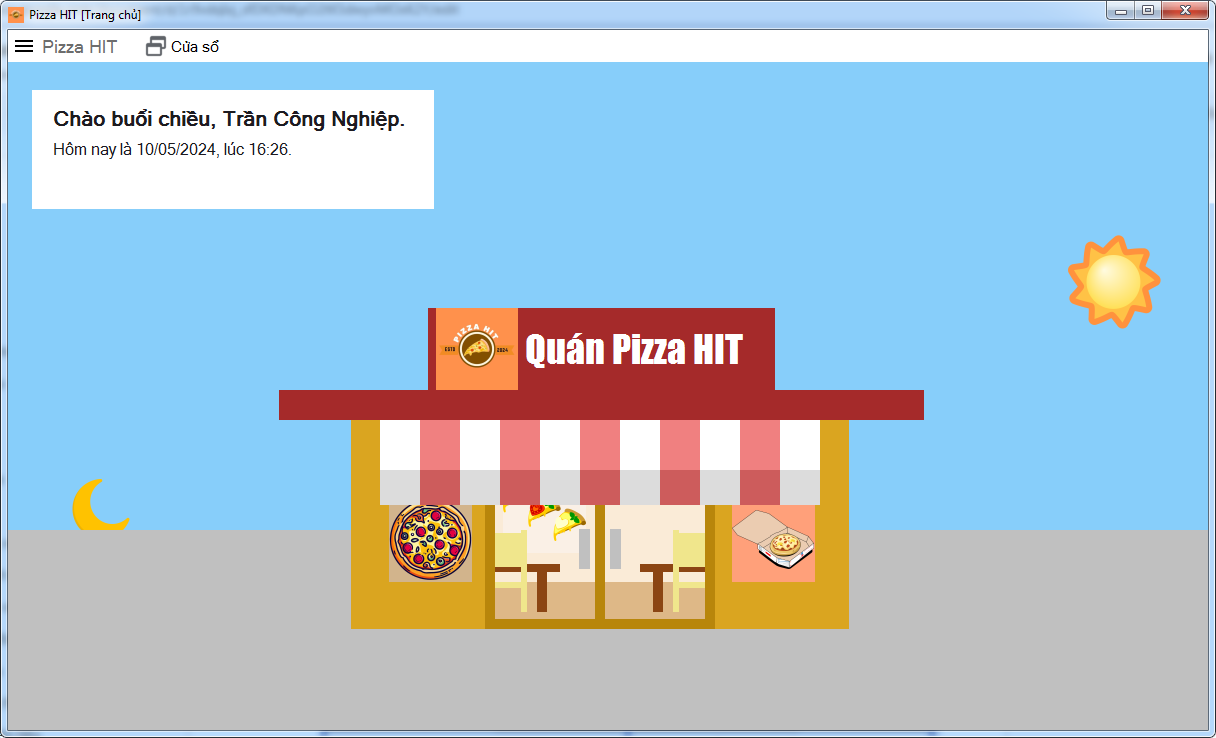 Pizza HIT [Trang chủ]
Pizza HIT
Cửa sổ
Chào buổi chiều, Trần Công Nghiệp.
Hôm nay là 10/05/2024, lúc 16:26.
PIZZA HIT
ESTD 2024
Quán Pizza HIT